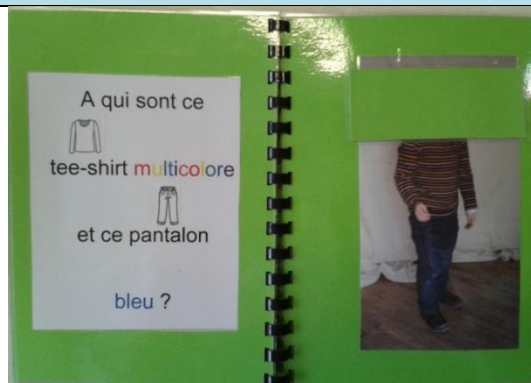 A qui sont ce
tee-shirt multicolore
et ce pantalon
bleu ?